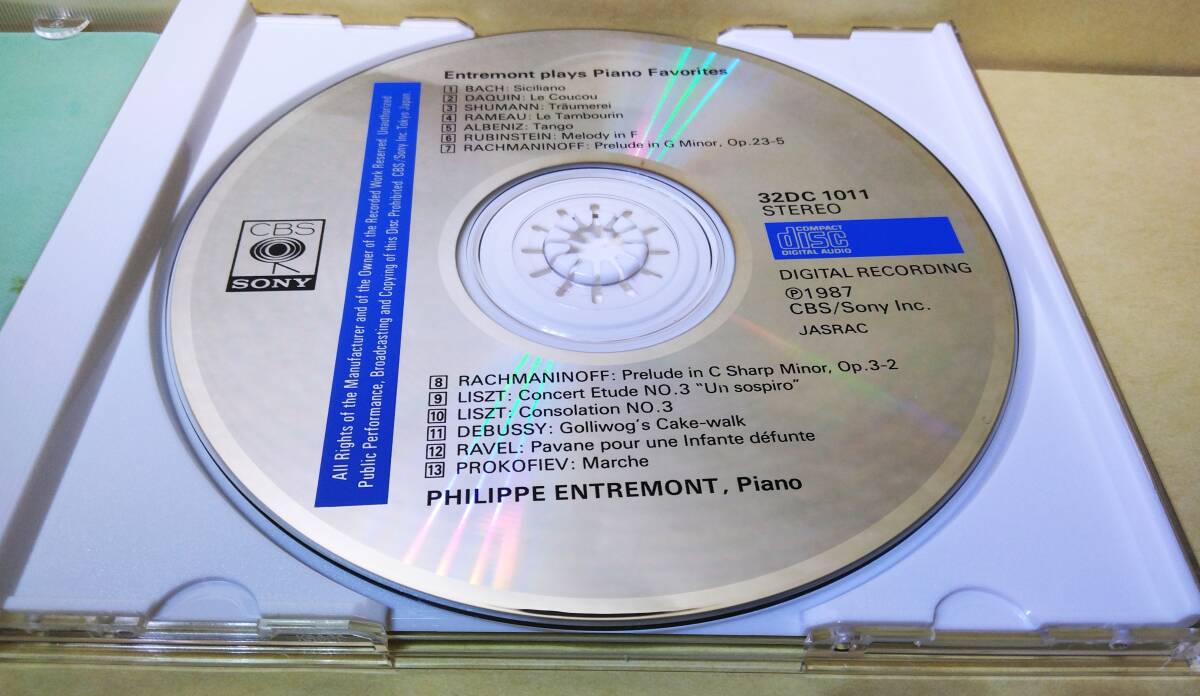 Entremont plays Piano Favorites
1 BACH: Siciliano
2 DAQUIN: Le Coucou
3 SHUMANN: Träumerei
4 RAMEAU: Le Tambourin
5 ALBENIZ: Tango
6 RUBINSTEIN: Melody in F
7 RACHMANINOFF: Prelude in G Minor, Op.23-5
32DC 1011
STEREO
COMPACT
disc
DIGITAL AUDIO
DIGITAL RECORDING
Ⓟ1987
CBS/Sony Inc.
JASRAC
CBS
SONY
All Rights of the Manufacturer and of the Owner of the Recorded Work Reserved. Unauthorized
Public Performance, Broadcasting and Copying of this Disc Prohibited. CBS/Sony Inc. Tokyo Japan.
8 RACHMANINOFF: Prelude in C Sharp Minor, Op.3-2
9 LISZT: Concert Etude NO.3 "Un sospiro"
10 LISZT: Consolation NO.3
11 DEBUSSY: Golliwog's Cake-walk
12 RAVEL: Pavane pour une Infante défunte
13 PROKOFIEV: Marche
PHILIPPE ENTREMONT, Piano